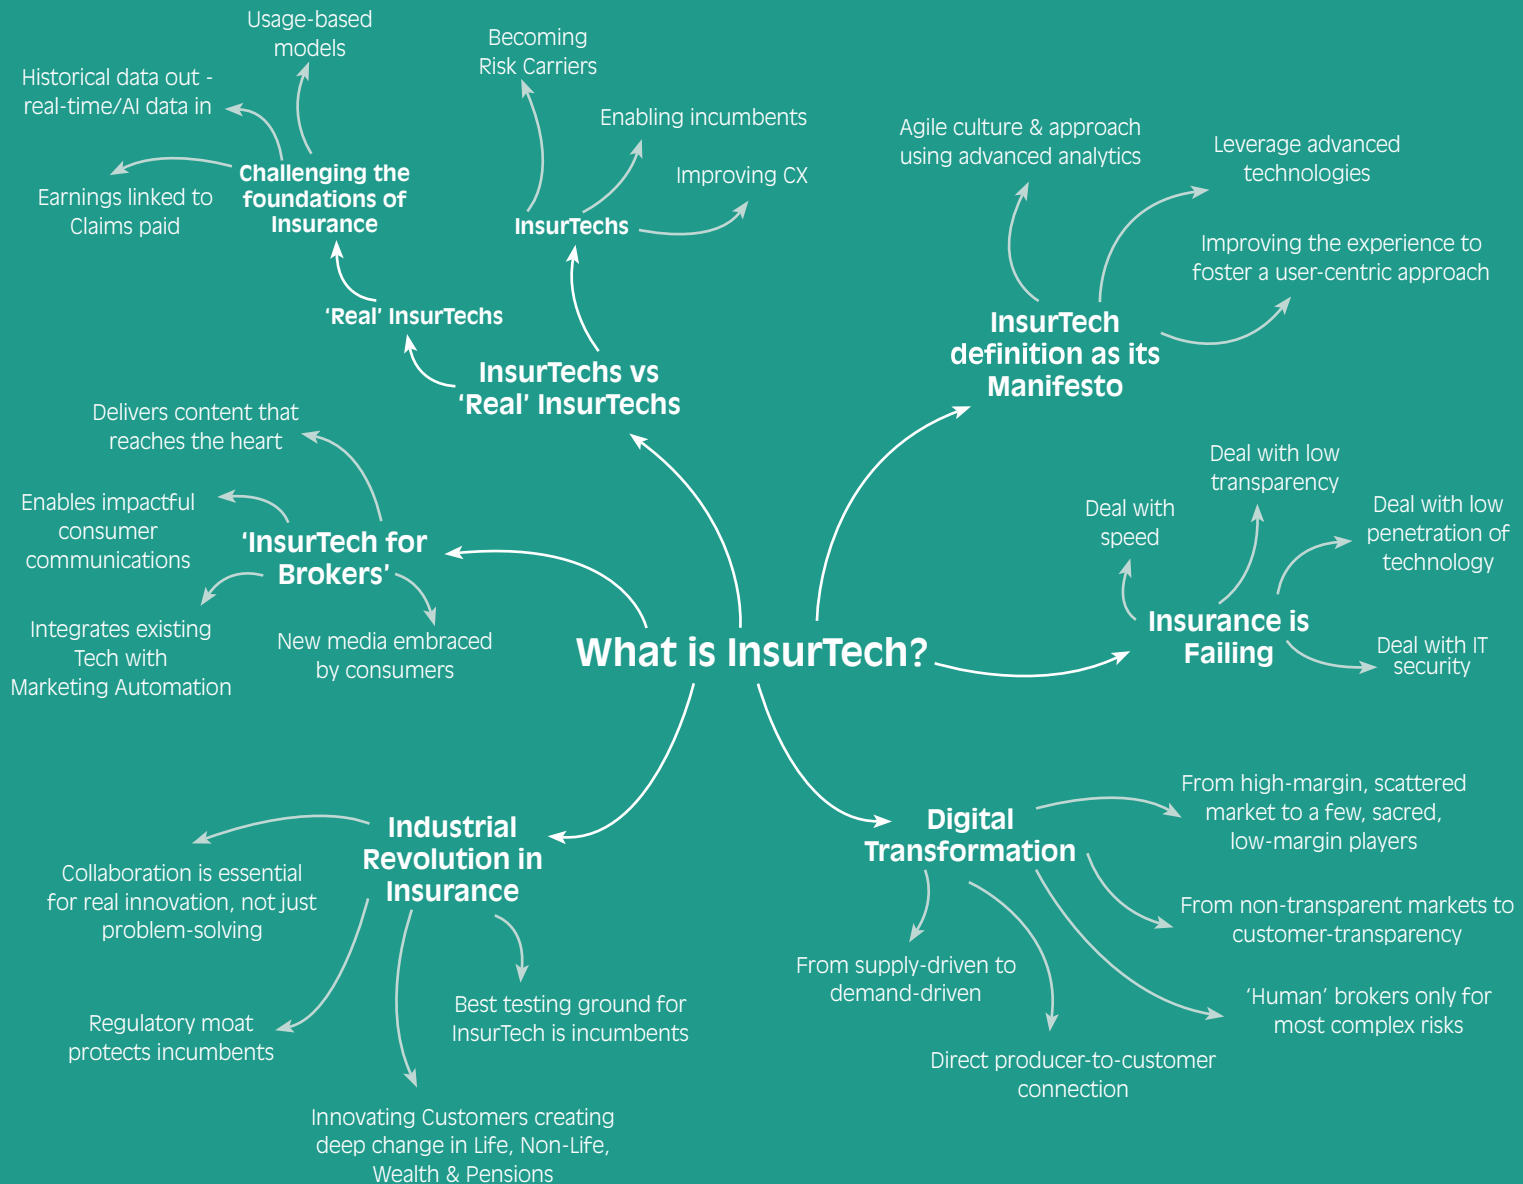 Usage-based
models
Historical data out -
real-time/AI data in
Earnings linked to
Claims paid
Challenging the
foundations of
Insurance
'Real' InsurTechs
Becoming
Risk Carriers
Enabling incumbents
Improving CX
InsurTechs
InsurTechs vs
'Real' InsurTechs
Agile culture & approach
using advanced analytics
Leverage advanced
technologies
Improving the experience to
foster a user-centric approach
InsurTech
definition as its
Manifesto
Delivers content that
reaches the heart
Enables impactful
consumer
communications
'InsurTech for
Brokers'
Integrates existing
Tech with
Marketing Automation
New media embraced
by consumers
What is InsurTech?
Deal with
speed
Deal with low
transparency
Deal with low
penetration of
technology
Insurance is
Failing
Deal with IT
security
Industrial
Revolution in
Insurance
Collaboration is essential
for real innovation, not just
problem-solving
Regulatory moat
protects incumbents
Best testing ground for
InsurTech is incumbents
Innovating Customers creating
deep change in Life, Non-Life,
Wealth & Pensions
Digital
Transformation
From high-margin, scattered
market to a few, sacred,
low-margin players
From non-transparent markets to
customer-transparency
From supply-driven to
demand-driven
'Human' brokers only for
most complex risks
Direct producer-to-customer
connection